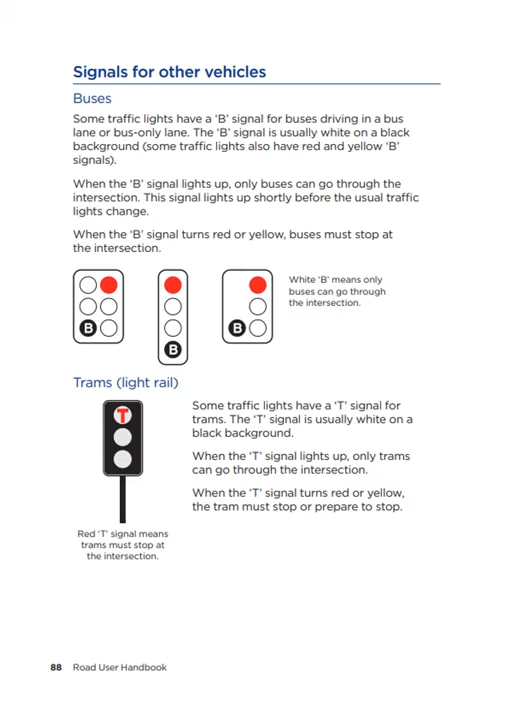 Signals for other vehicles
Buses
Some traffic lights have a ‘B’ signal for buses driving in a bus
lane or bus-only lane. The ‘B’ signal is usually white on a black
background (some traffic lights also have red and yellow ‘B’
signals).
When the ‘B’ signal lights up, only buses can go through the
intersection. This signal lights up shortly before the usual traffic
lights change.
When the ‘B’ signal turns red or yellow, buses must stop at
the intersection.
B
B
B
White ‘B’ means only
buses can go through
the intersection.
Trams (light rail)
T
Some traffic lights have a ‘T’ signal for
trams. The ‘T’ signal is usually white on a
black background.
When the ‘T’ signal lights up, only trams
can go through the intersection.
When the ‘T’ signal turns red or yellow,
the tram must stop or prepare to stop.
Red ‘T’ signal means
trams must stop at
the intersection.
88 Road User Handbook